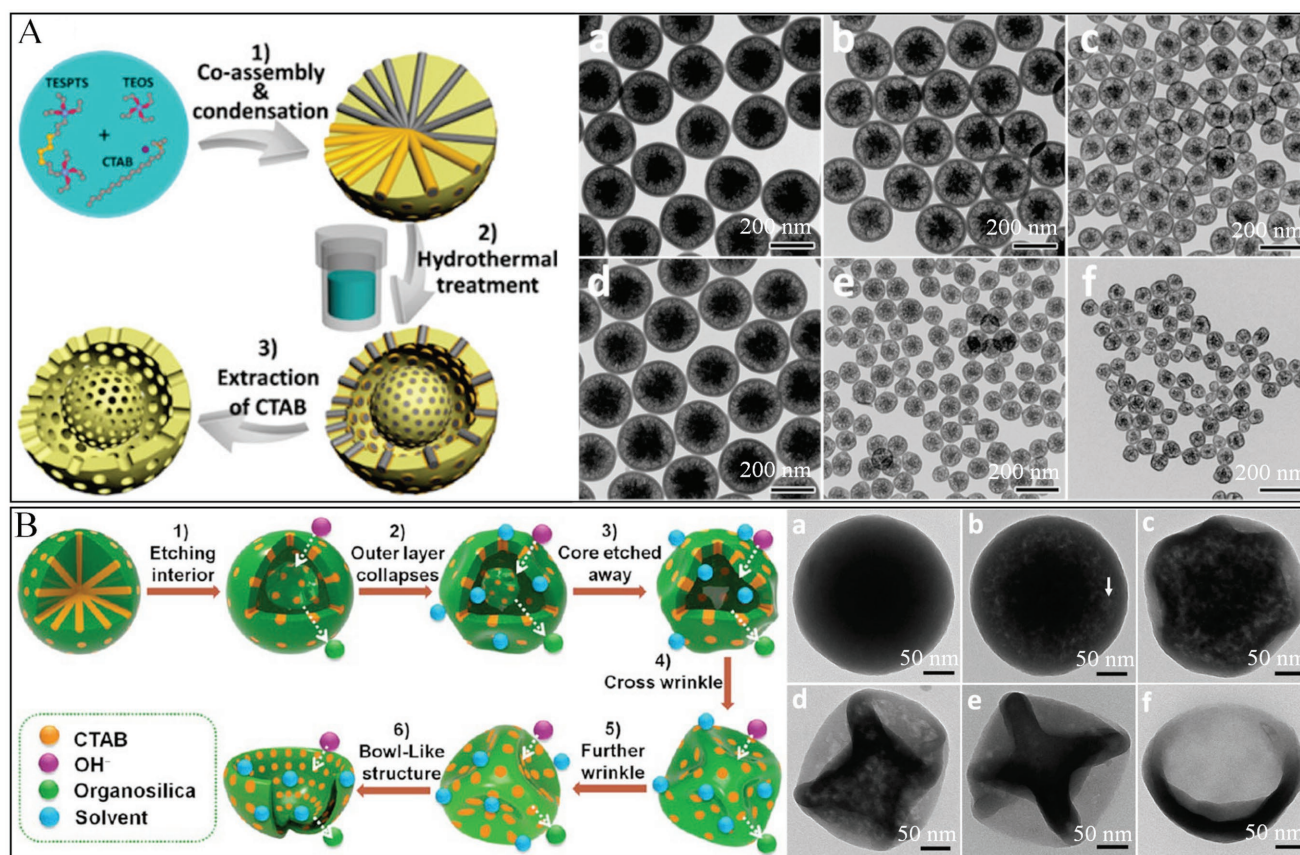 A
TESPTS
TEOS
+
CTAB
1)
Co-assembly
&
condensation
2)
Hydrothermal
treatment
3)
Extraction
of CTAB
a
200 nm
b
200 nm
c
200 nm
d
200 nm
e
200 nm
f
200 nm
B
1)
Etching
interior
2)
Outer layer
collapses
3)
Core etched
away
4)
Cross wrinkle
5)
Further
wrinkle
6)
Bowl-Like
structure
CTAB
OH⁻
Organosilica
Solvent
a
50 nm
b
50 nm
c
50 nm
d
50 nm
e
50 nm
f
50 nm